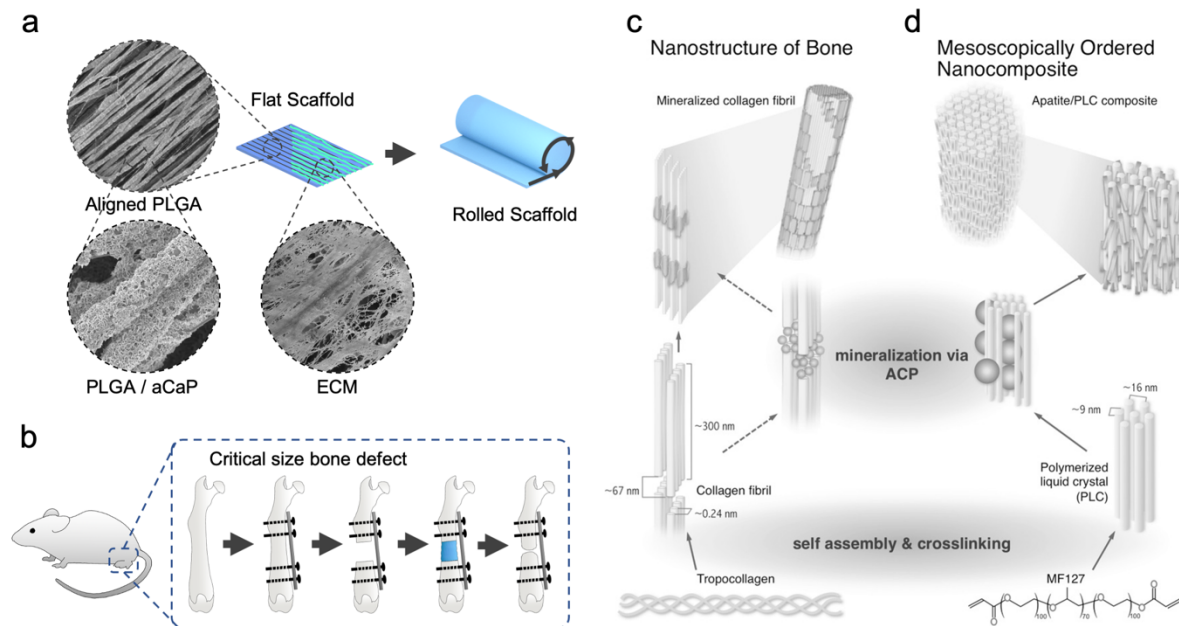 a
Flat Scaffold
Aligned PLGA
Rolled Scaffold
PLGA / aCaP
ECM
b
Critical size bone defect
c
Nanostructure of Bone
Mineralized collagen fibril
mineralization via
ACP
~300 nm
~67 nm
Collagen fibril
~0.24 nm
self assembly & crosslinking
Tropocollagen
d
Mesoscopically Ordered
Nanocomposite
Apatite/PLC composite
~16 nm
~9 nm
Polymerized
liquid crystal
(PLC)
MF127
O
O
100
O
70
O
100
O
O